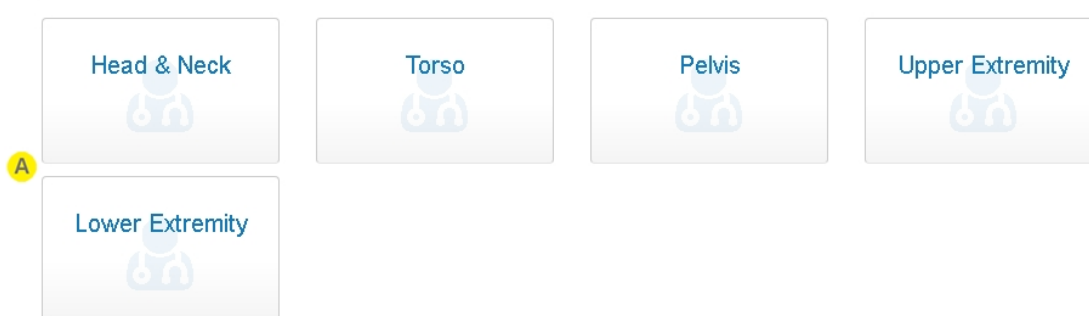 Head & Neck
Torso
Pelvis
Upper Extremity
A
Lower Extremity